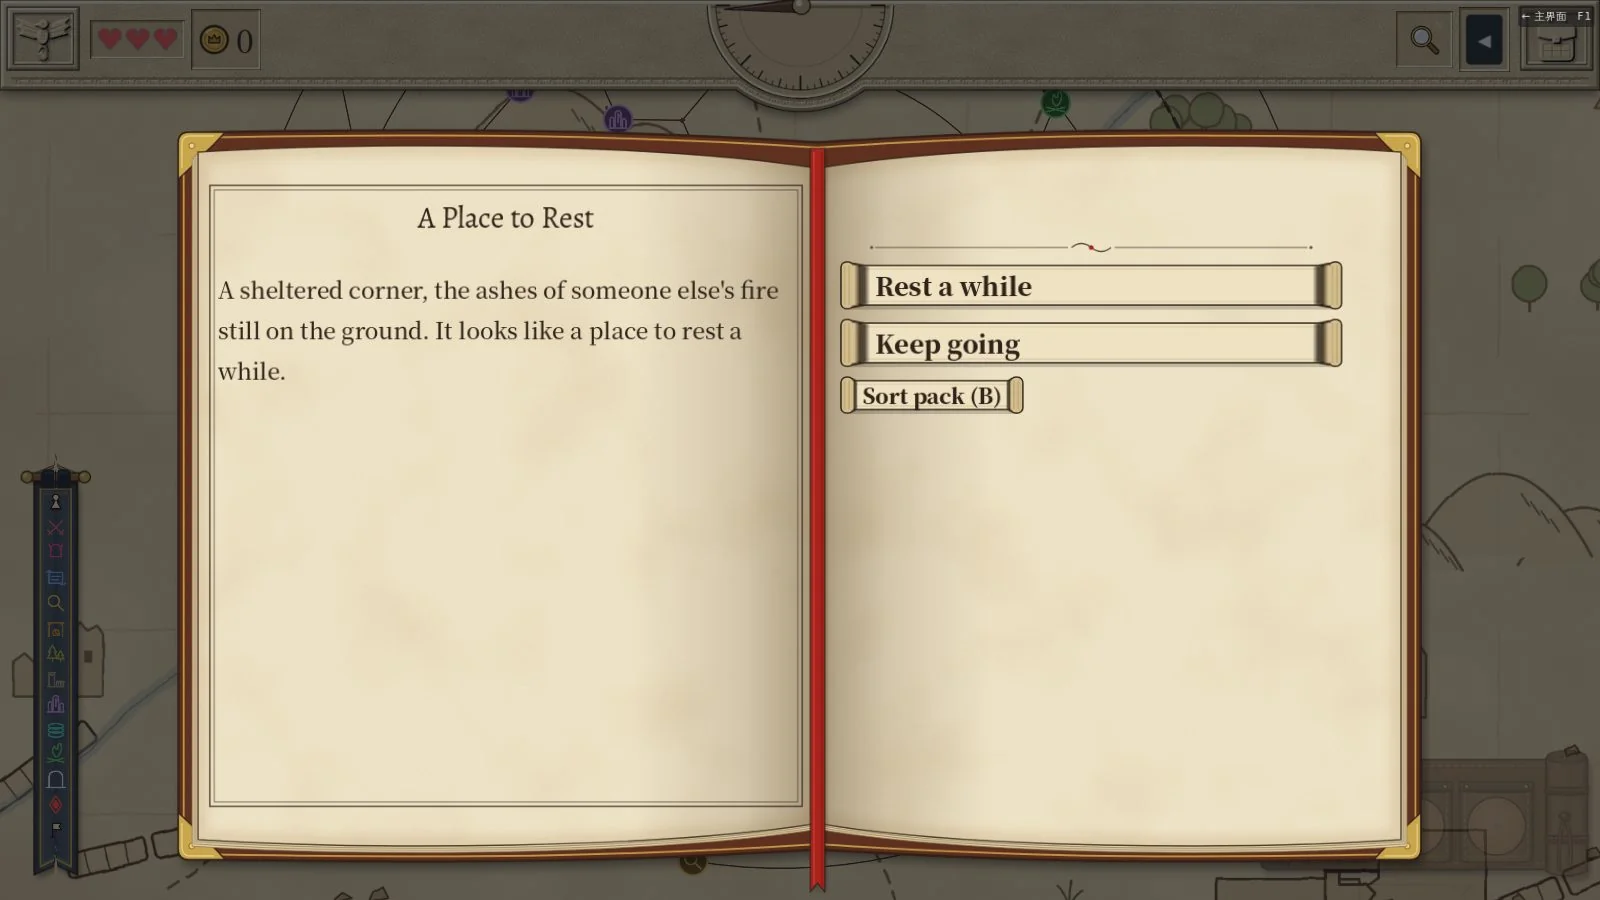 0
← 主界面 F1
A Place to Rest
A sheltered corner, the ashes of someone else's fire
still on the ground. It looks like a place to rest a
while.
Rest a while
Keep going
Sort pack (B)